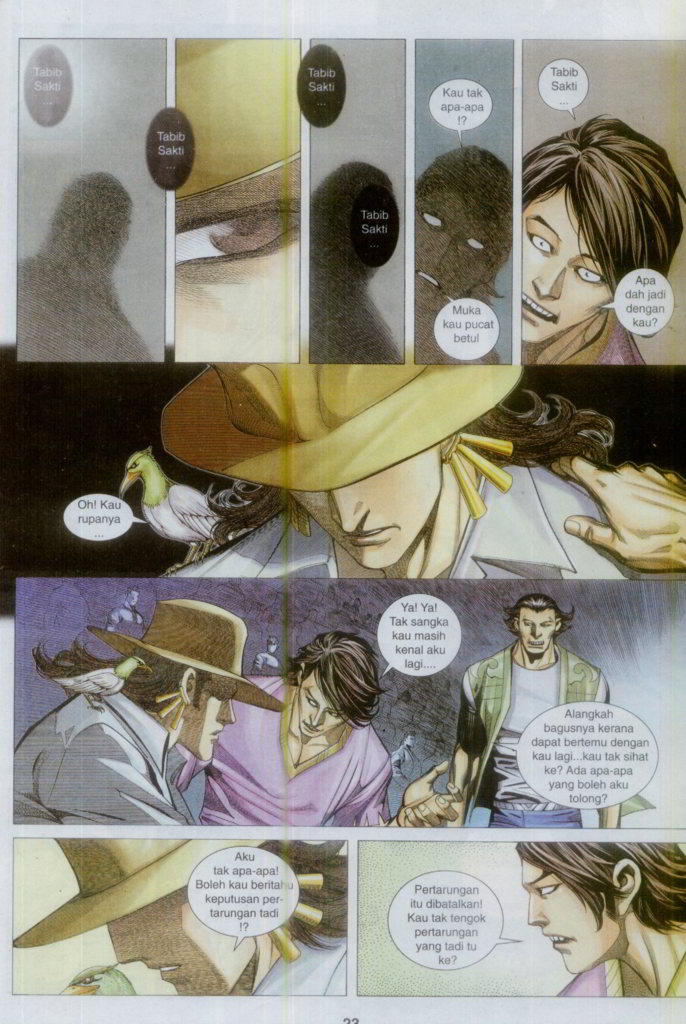 Tabib
Sakti
...
Tabib
Sakti
...
Tabib
Sakti
...
Tabib
Sakti
...
Kau tak
apa-apa
!?
Muka
kau pucat
betul
Tabib
Sakti
...
Apa
dah jadi
dengan
kau?
Oh! Kau
rupanya
...
Ya! Ya!
Tak sangka
kau masih
kenal aku
lagi....
Alangkah
bagusnya kerana
dapat bertemu dengan
kau lagi...kau tak sihat
ke? Ada apa-apa
yang boleh aku
tolong?
Aku
tak apa-apa!
Boleh kau beritahu
keputusan per-
tarungan tadi
!?
Pertarungan
itu dibatalkan!
Kau tak tengok
pertarungan
yang tadi tu
ke?
23